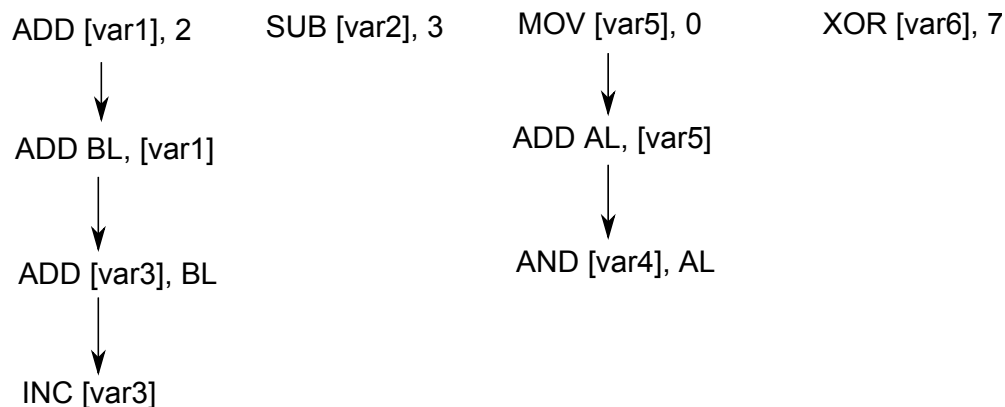 ADD [var1], 2 SUB [var2], 3 MOV [var5], 0 XOR [var6], 7
ADD BL, [var1] ADD AL, [var5]
ADD [var3], BL AND [var4], AL
INC [var3]